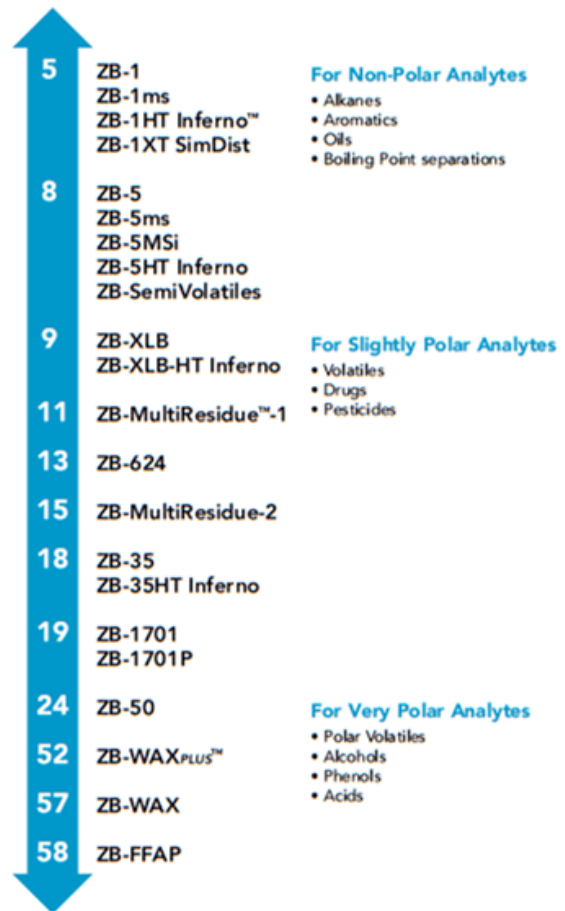 5
ZB-1
ZB-1ms
ZB-1HT Inferno™
ZB-1XT SimDist
For Non-Polar Analytes
• Alkanes
• Aromatics
• Oils
• Boiling Point separations
8
ZB-5
ZB-5ms
ZB-5MSi
ZB-5HT Inferno
ZB-SemiVolatiles
9
ZB-XLB
ZB-XLB-HT Inferno
For Slightly Polar Analytes
• Volatiles
• Drugs
• Pesticides
11
ZB-MultiResidue™-1
13
ZB-624
15
ZB-MultiResidue-2
18
ZB-35
ZB-35HT Inferno
19
ZB-1701
ZB-1701P
24
ZB-50
For Very Polar Analytes
• Polar Volatiles
• Alcohols
• Phenols
• Acids
52
ZB-WAXPLUS™
57
ZB-WAX
58
ZB-FFAP